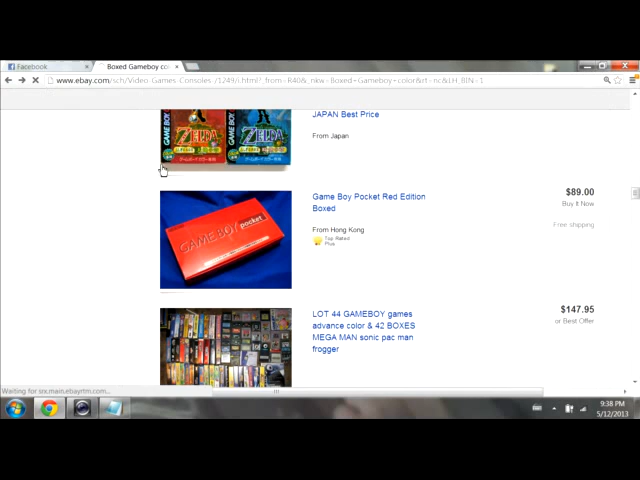 Facebook
Boxed Gameboy co
www.ebay.com/sch/Video-Games-Consoles-/1249/i.html?_from=R40&_nkw=Boxed+Gameboy+color&st=nc&LH_BIN=1
GAME BOY
ZELDA
GAME BOY
ZELDA
JAPAN Best Price
From Japan
GAME BOY pocket
Game Boy Pocket Red Edition
Boxed
From Hong Kong
Top Rated
Plus
$89.00
Buy It Now
Free shipping
LOT 44 GAMEBOY games
advance color & 42 BOXES
MEGA MAN sonic pac man
frogger
$147.95
or Best Offer
Waiting for srx.main.ebayrtm.com...
9:38 PM
5/12/2013